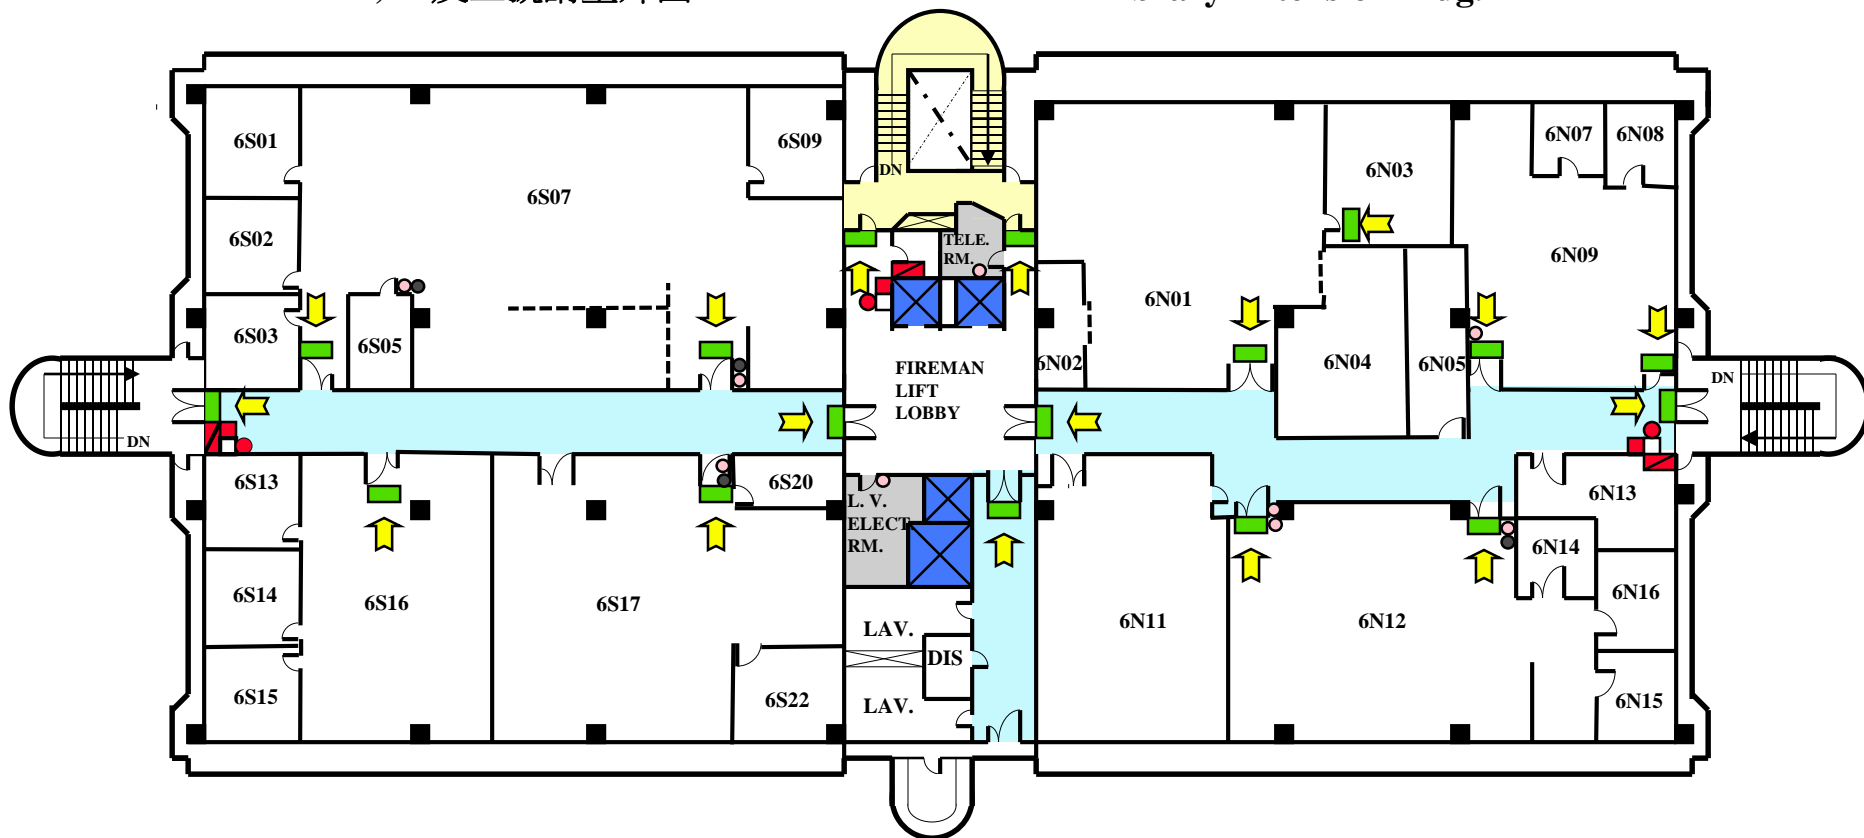 6S01
6S09
6N07
6N08
DN
6N03
6S07
6S02
TELE.
RM.
6N09
6N01
6S03
6S05
6N02
6N04
6N05
FIREMAN
LIFT
LOBBY
DN
DN
6S13
6S20
L. V.
ELECT
RM.
6N13
6N14
6S14
6S16
6S17
6N11
6N12
6N16
LAV.
DIS
6S15
6S22
LAV.
6N15